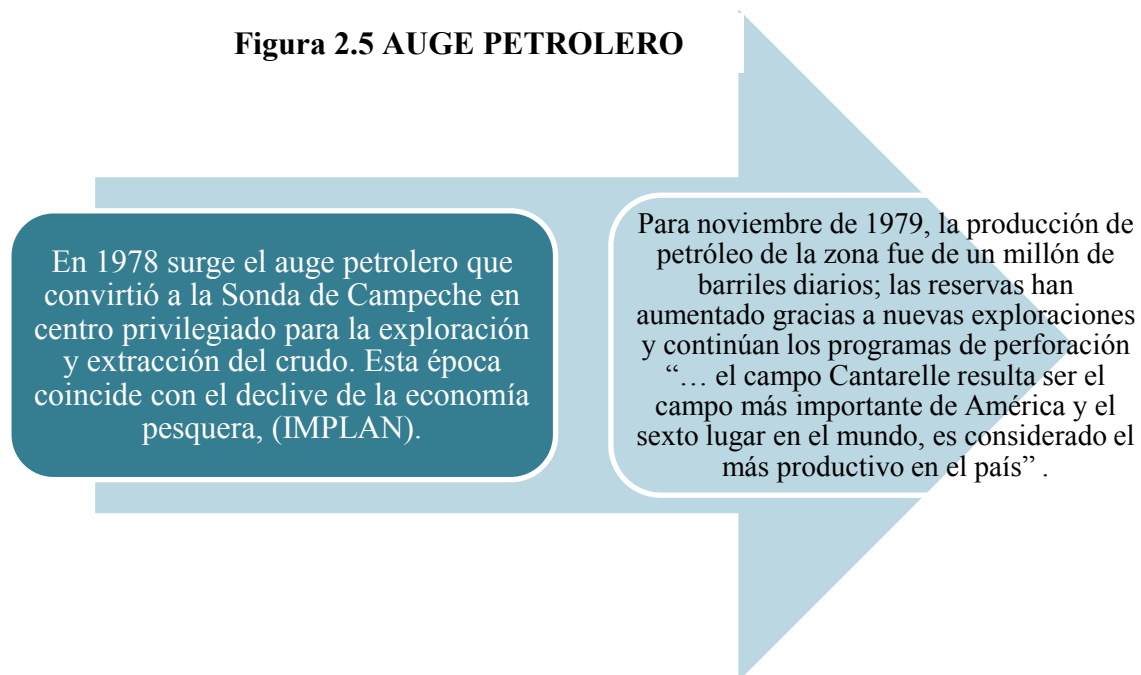 Figura 2.5 AUGE PETROLERO
En 1978 surge el auge petrolero que
convirtió a la Sonda de Campeche en
centro privilegiado para la exploración
y extracción del crudo. Esta época
coincide con el declive de la economía
pesquera, (IMPLAN).
Para noviembre de 1979, la producción de
petróleo de la zona fue de un millón de
barriles diarios; las reservas han
aumentado gracias a nuevas exploraciones
y continúan los programas de perforación
“… el campo Cantarelle resulta ser el
campo más importante de América y el
sexto lugar en el mundo, es considerado el
más productivo en el país” .